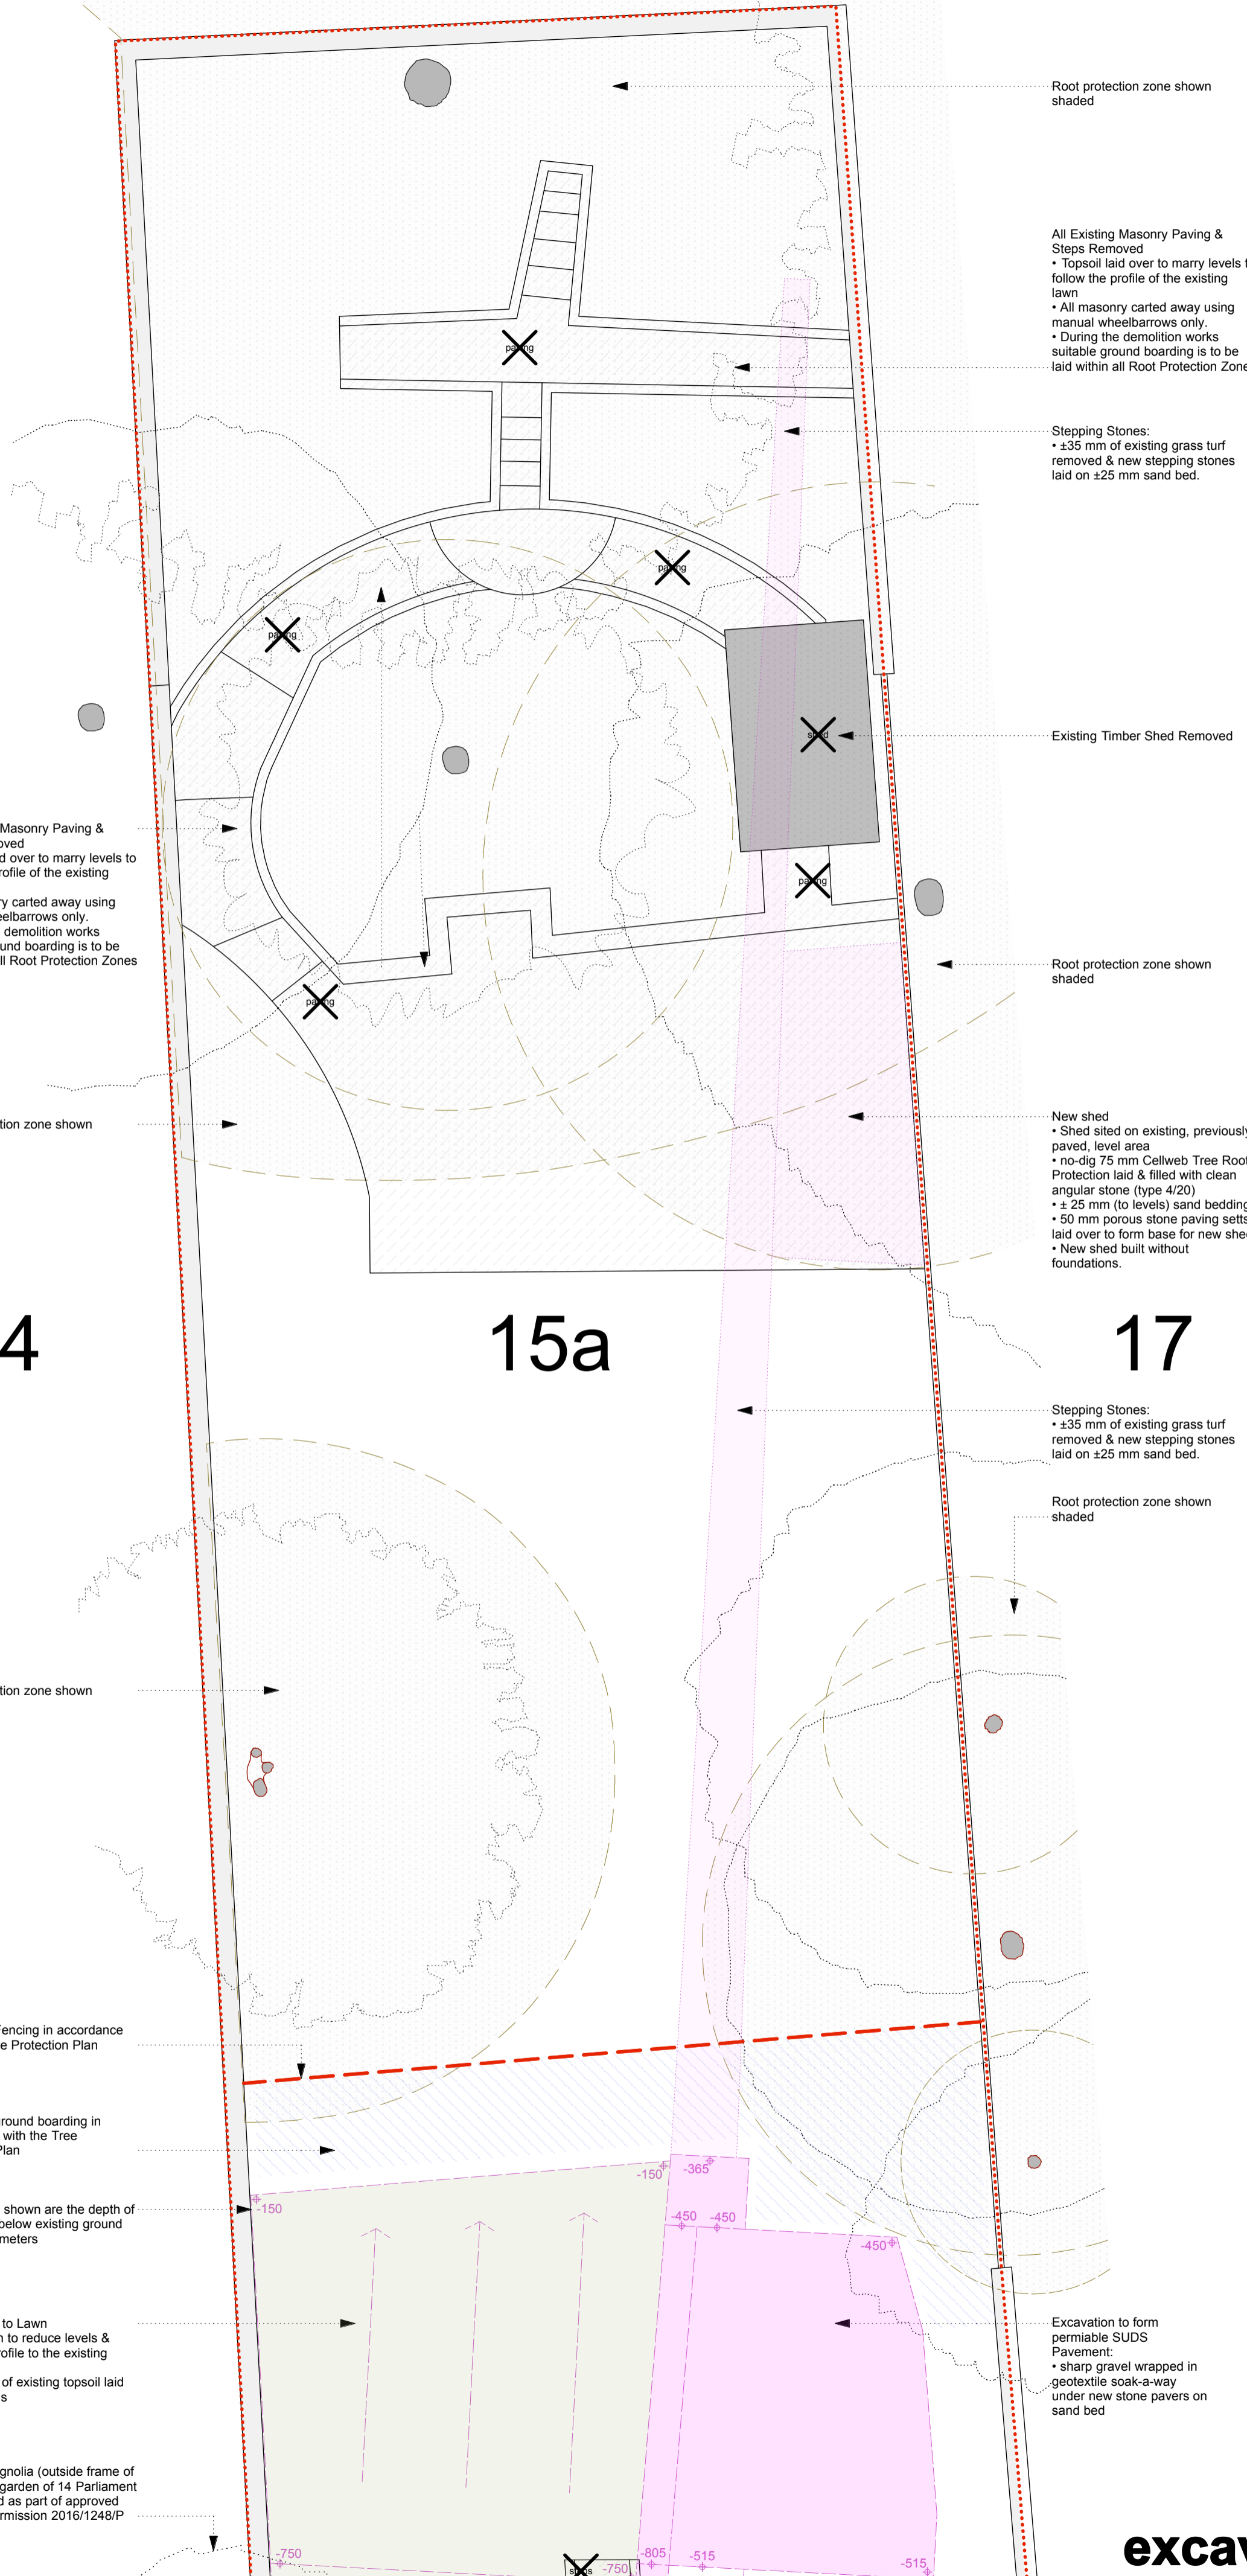 Root protection zone shown
shaded
All Existing Masonry Paving &
Steps Removed
• Topsoil laid over to marry levels t
follow the profile of the existing
lawn
• All masonry carted away using
manual wheelbarrows only.
• During the demolition works
suitable ground boarding is to be
laid within all Root Protection Zone
paving
Stepping Stones:
• ±35 mm of existing grass turf
removed & new stepping stones
laid on ±25 mm sand bed.
paving
paving
shed
Existing Timber Shed Removed
Masonry Paving &
oved
d over to marry levels to
rofile of the existing
ry carted away using
eelbarrows only.
demolition works
und boarding is to be
ll Root Protection Zones
paving
Root protection zone shown
shaded
paving
tion zone shown
New shed
• Shed sited on existing, previously
paved, level area
• no-dig 75 mm Cellweb Tree Root
Protection laid & filled with clean
angular stone (type 4/20)
• ± 25 mm (to levels) sand bedding
• 50 mm porous stone paving setts
laid over to form base for new she
• New shed built without
foundations.
4
15a
17
Stepping Stones:
• ±35 mm of existing grass turf
removed & new stepping stones
laid on ±25 mm sand bed.
Root protection zone shown
shaded
tion zone shown
Fencing in accordance
e Protection Plan
round boarding in
with the Tree
Plan
-150
-365
-150
shown are the depth of
below existing ground
meters
-450
-450
-450
to Lawn
n to reduce levels &
rofile to the existing
of existing topsoil laid
s
Excavation to form
permiable SUDS
Pavement:
• sharp gravel wrapped in
geotextile soak-a-way
under new stone pavers on
sand bed
gnolia (outside frame of
garden of 14 Parliament
d as part of approved
rmission 2016/1248/P
-750
steps
-750
-805
-515
-515
excav